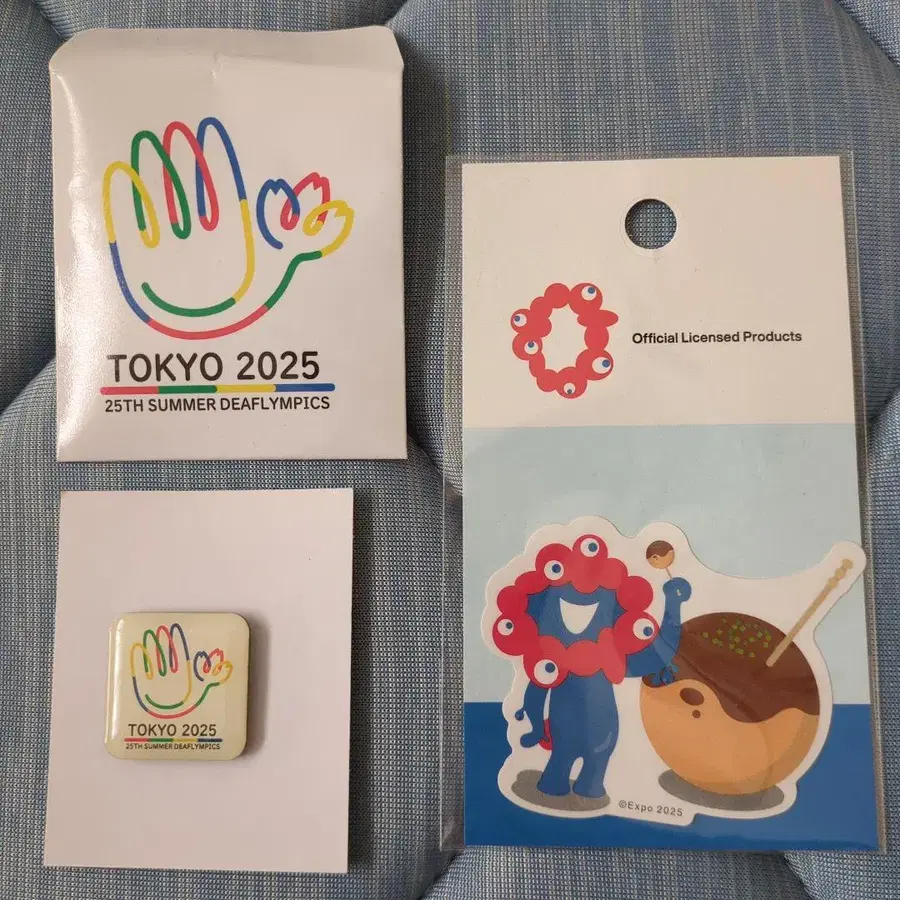 TOKYO 2025
25TH SUMMER DEAFLYMPICS
TOKYO 2025
25TH SUMMER DEAFLYMPICS
Official Licensed Products
©Expo 2025